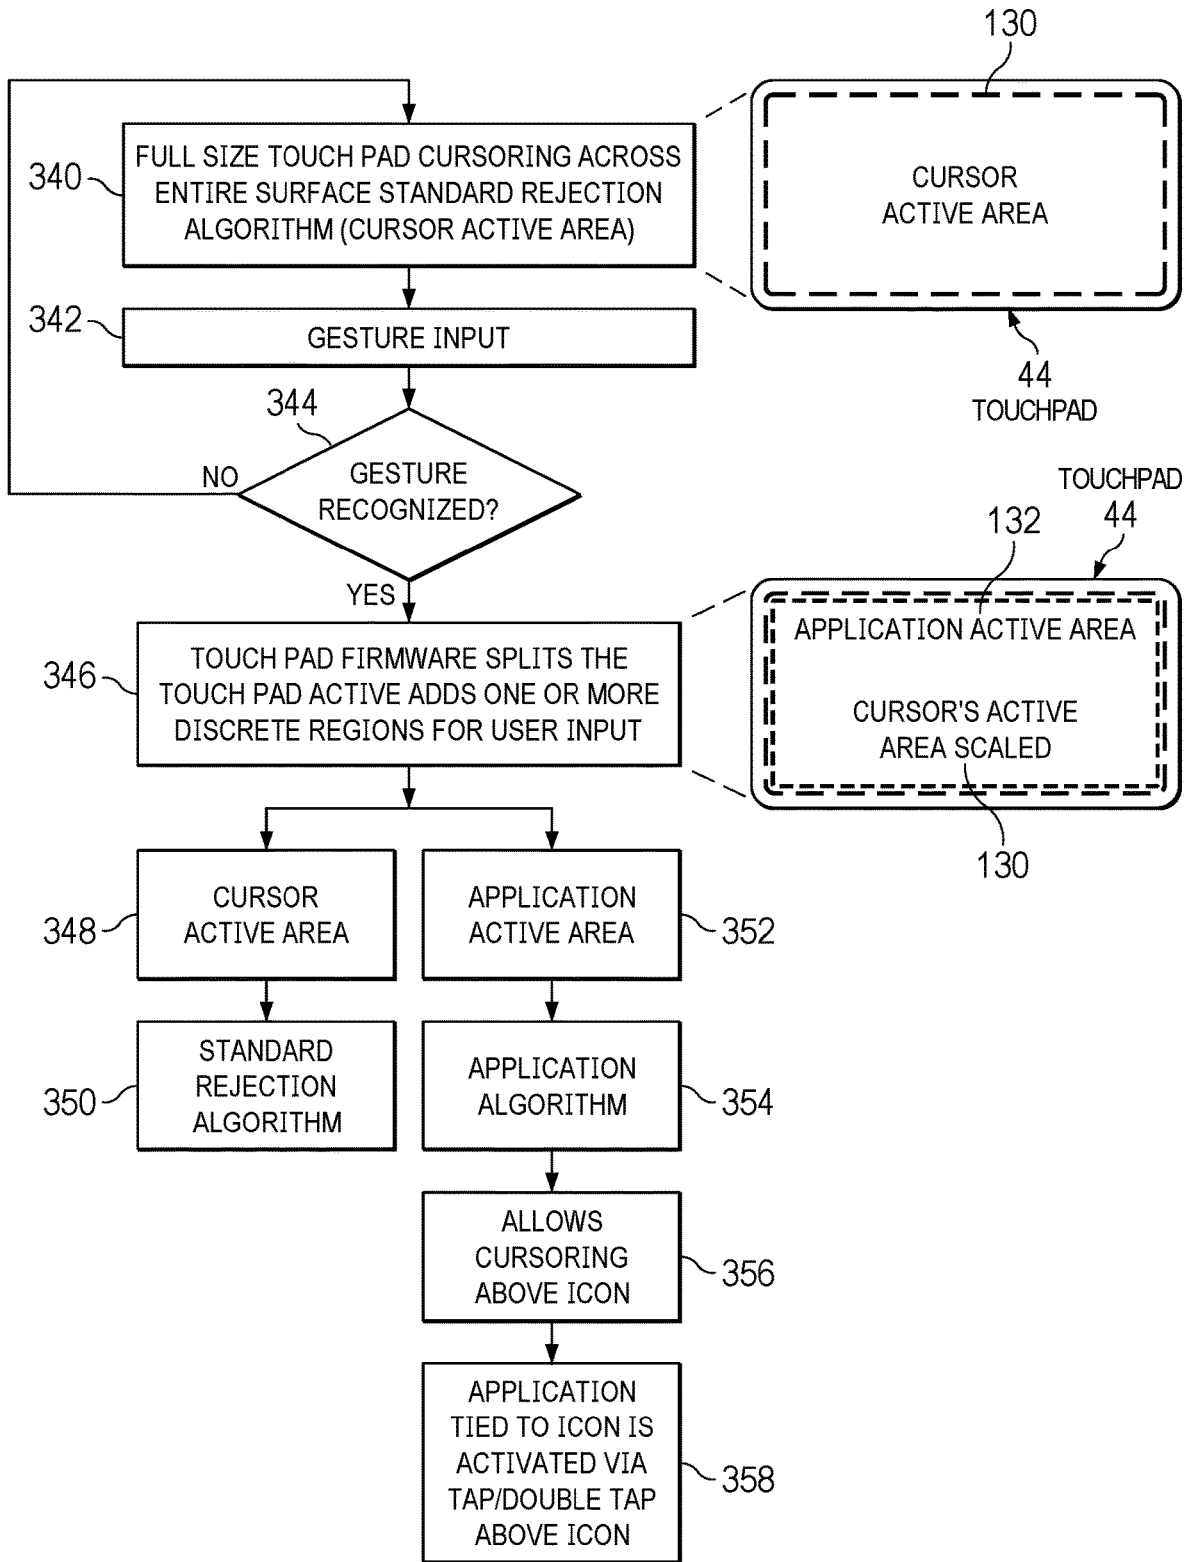 130
340
FULL SIZE TOUCH PAD CURSORING ACROSS
ENTIRE SURFACE STANDARD REJECTION
ALGORITHM (CURSOR ACTIVE AREA)
CURSOR
ACTIVE AREA
342
GESTURE INPUT
44
TOUCHPAD
344
NO
GESTURE
RECOGNIZED?
YES
TOUCHPAD
44
132
346
TOUCH PAD FIRMWARE SPLITS THE
TOUCH PAD ACTIVE ADDS ONE OR MORE
DISCRETE REGIONS FOR USER INPUT
APPLICATION ACTIVE AREA
CURSOR'S ACTIVE
AREA SCALED
130
348
CURSOR
ACTIVE AREA
APPLICATION
ACTIVE AREA
352
350
STANDARD
REJECTION
ALGORITHM
APPLICATION
ALGORITHM
354
ALLOWS
CURSORING
ABOVE ICON
356
APPLICATION
TIED TO ICON IS
ACTIVATED VIA
TAP/DOUBLE TAP
ABOVE ICON
358